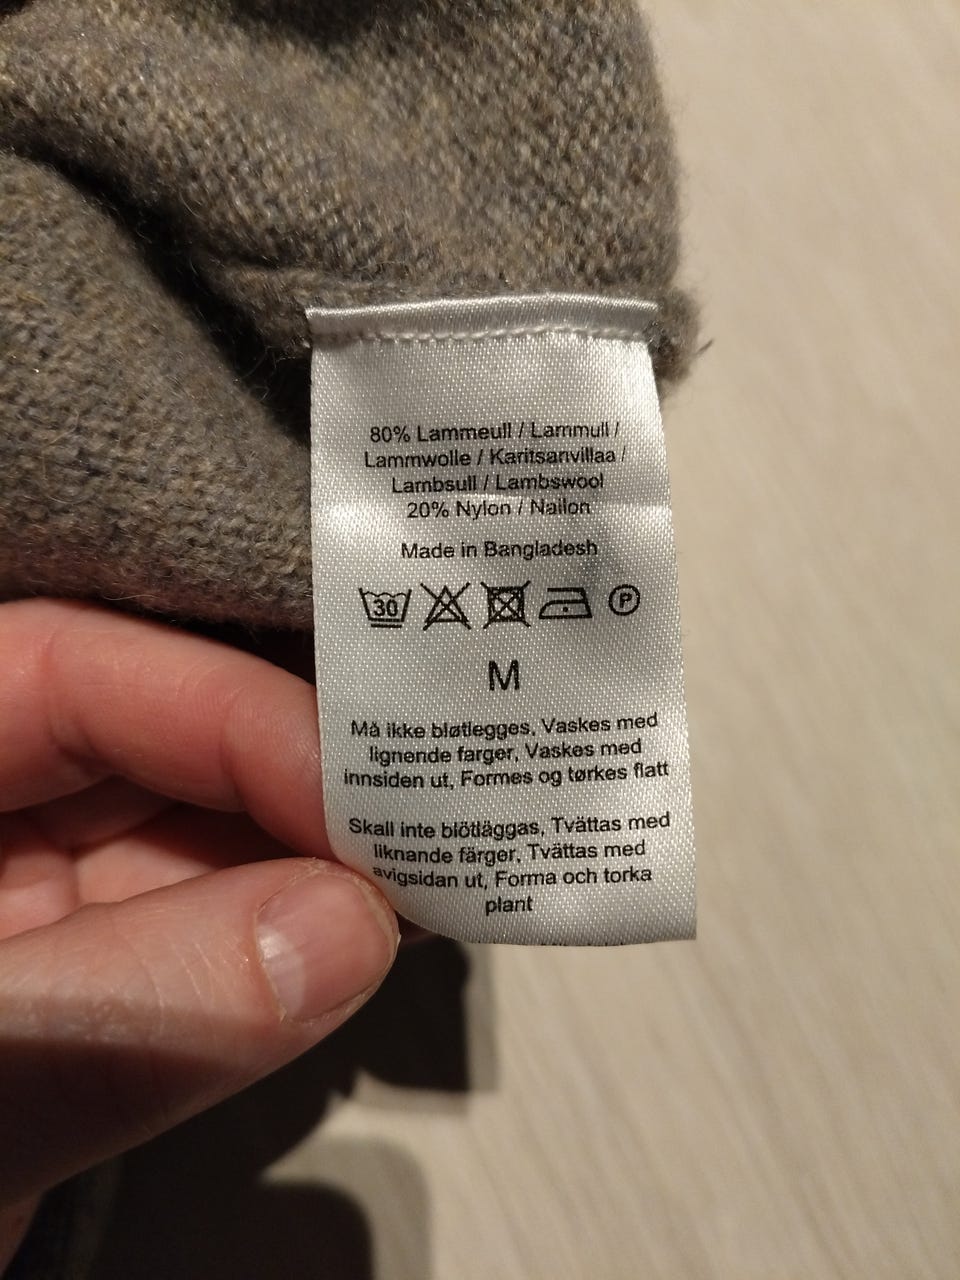 80% Lammeull / Lammull /
Lammwolle / Karitsanvillaa /
Lambsull / Lambswool
20% Nylon / Nailon
Made in Bangladesh
30 P
M
Må ikke bløtlegges, Vaskes med
lignende farger, Vaskes med
innsiden ut, Formes og tørkes flatt
Skall inte blötläggas, Tvättas med
liknande färger, Tvättas med
avigsidan ut, Forma och torka
plant